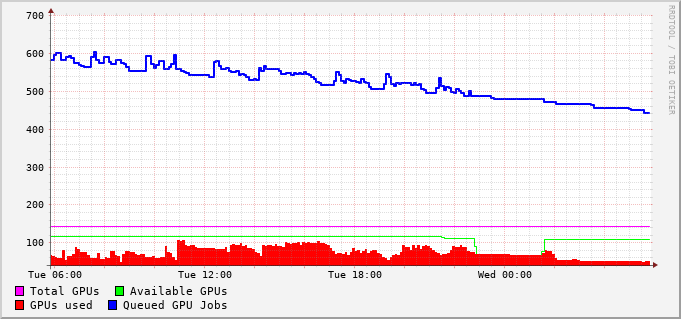 700
600
500
400
300
200
100
Tue 06:00 Tue 12:00 Tue 18:00 Wed 00:00
Total GPUs Available GPUs
GPUs used Queued GPU Jobs
RRDTOOL / TOBI OETIKER